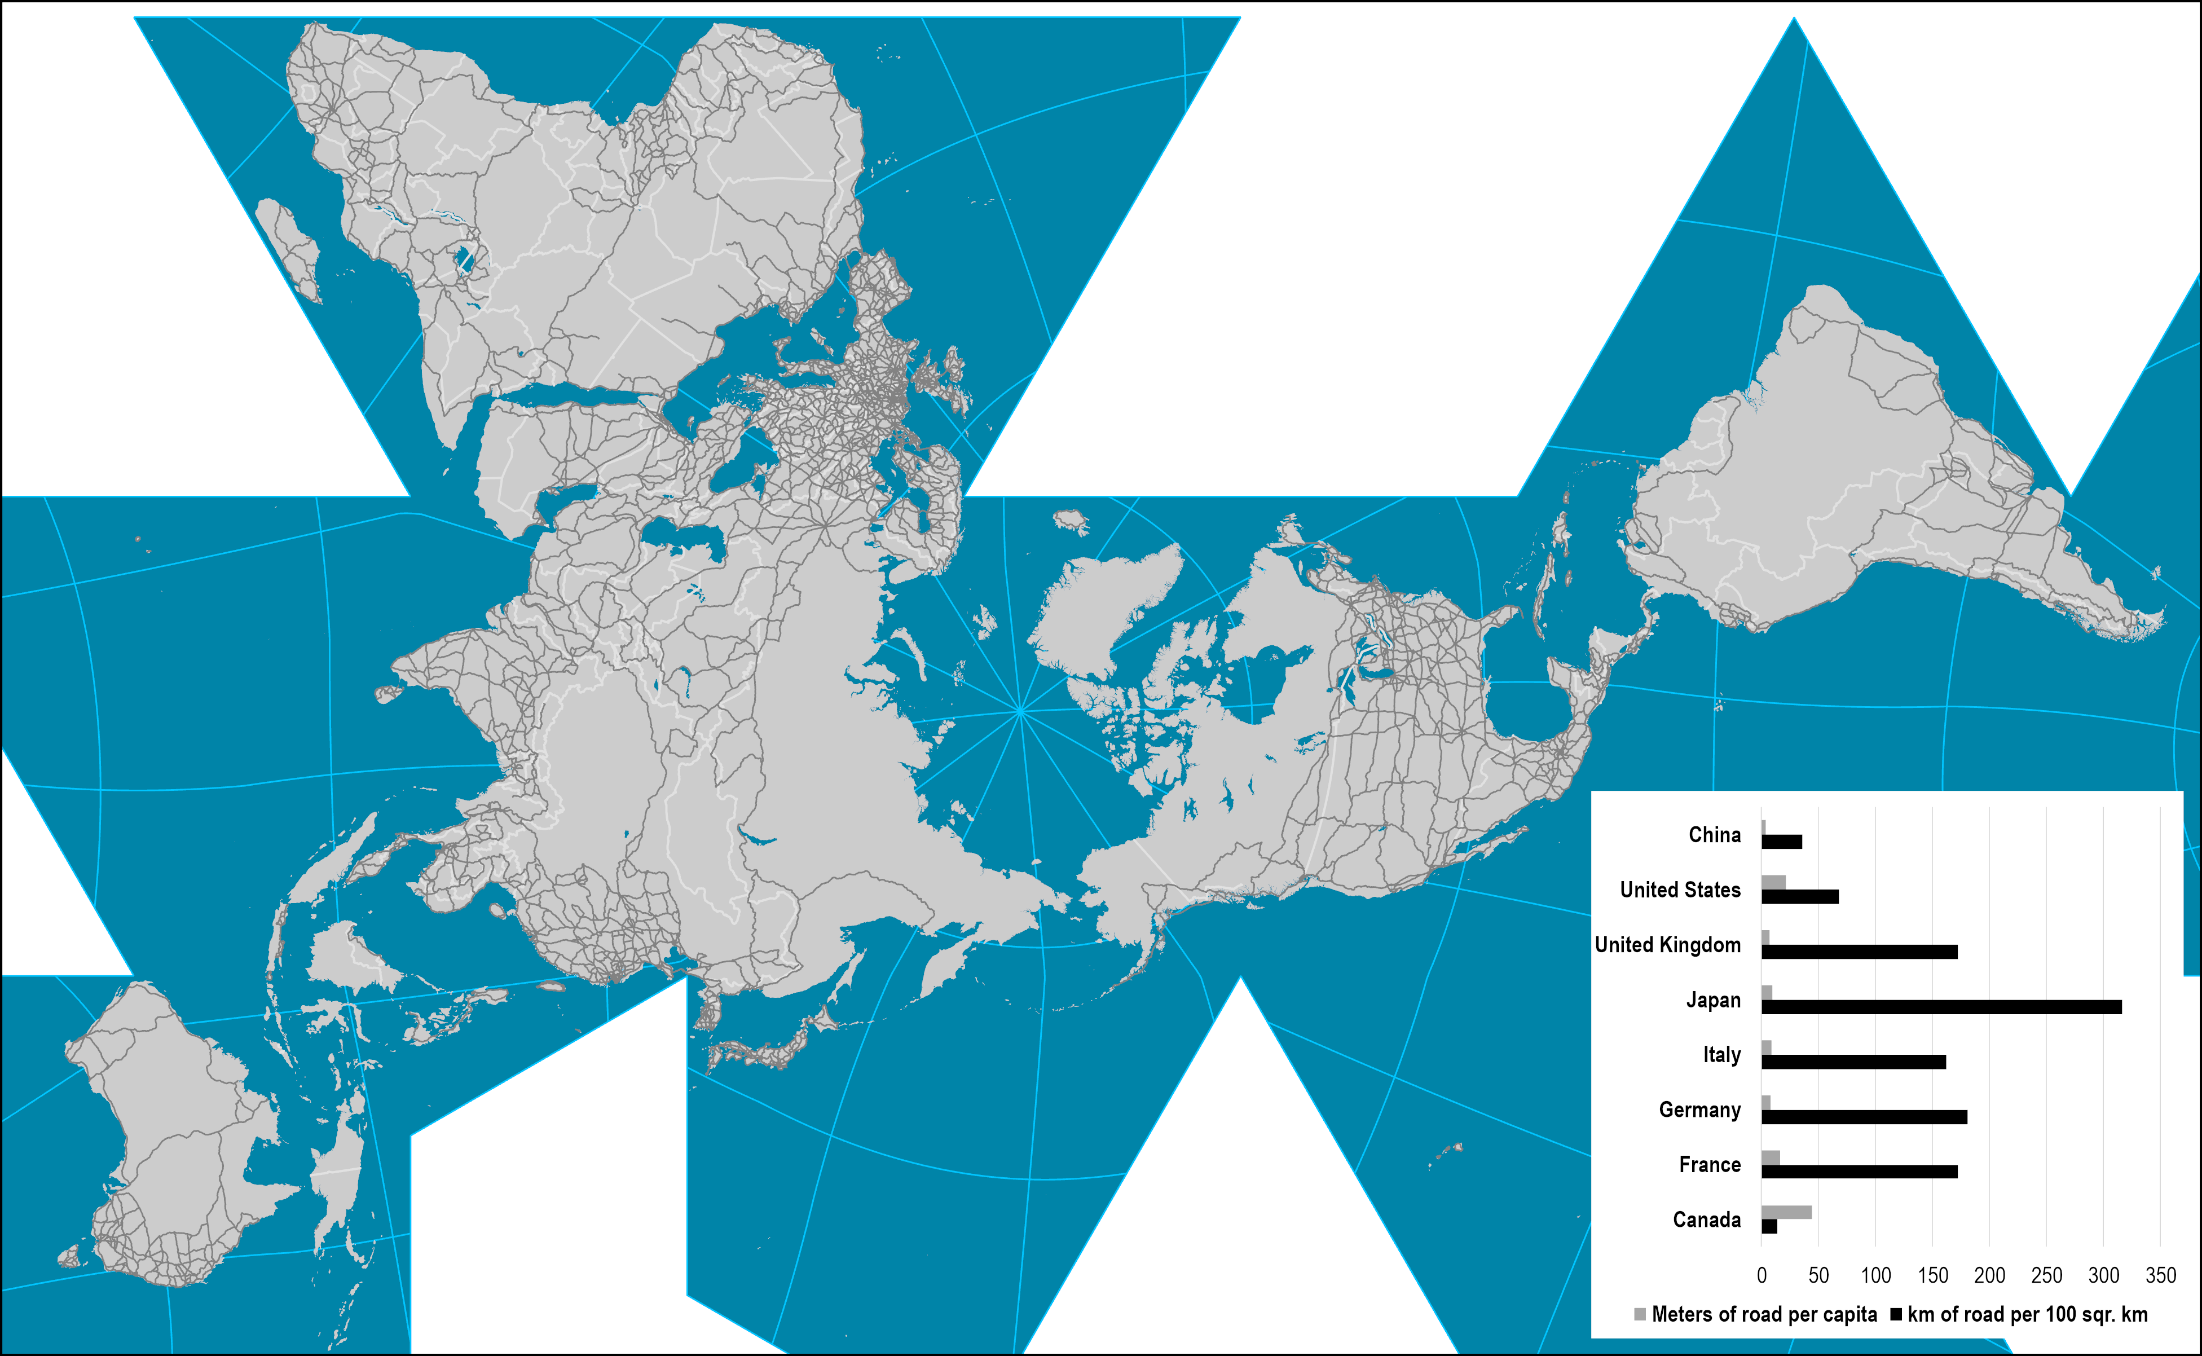 China
United States
United Kingdom
Japan
Italy
Germany
France
Canada
0 50 100 150 200 250 300 350
Meters of road per capita km of road per 100 sqr. km